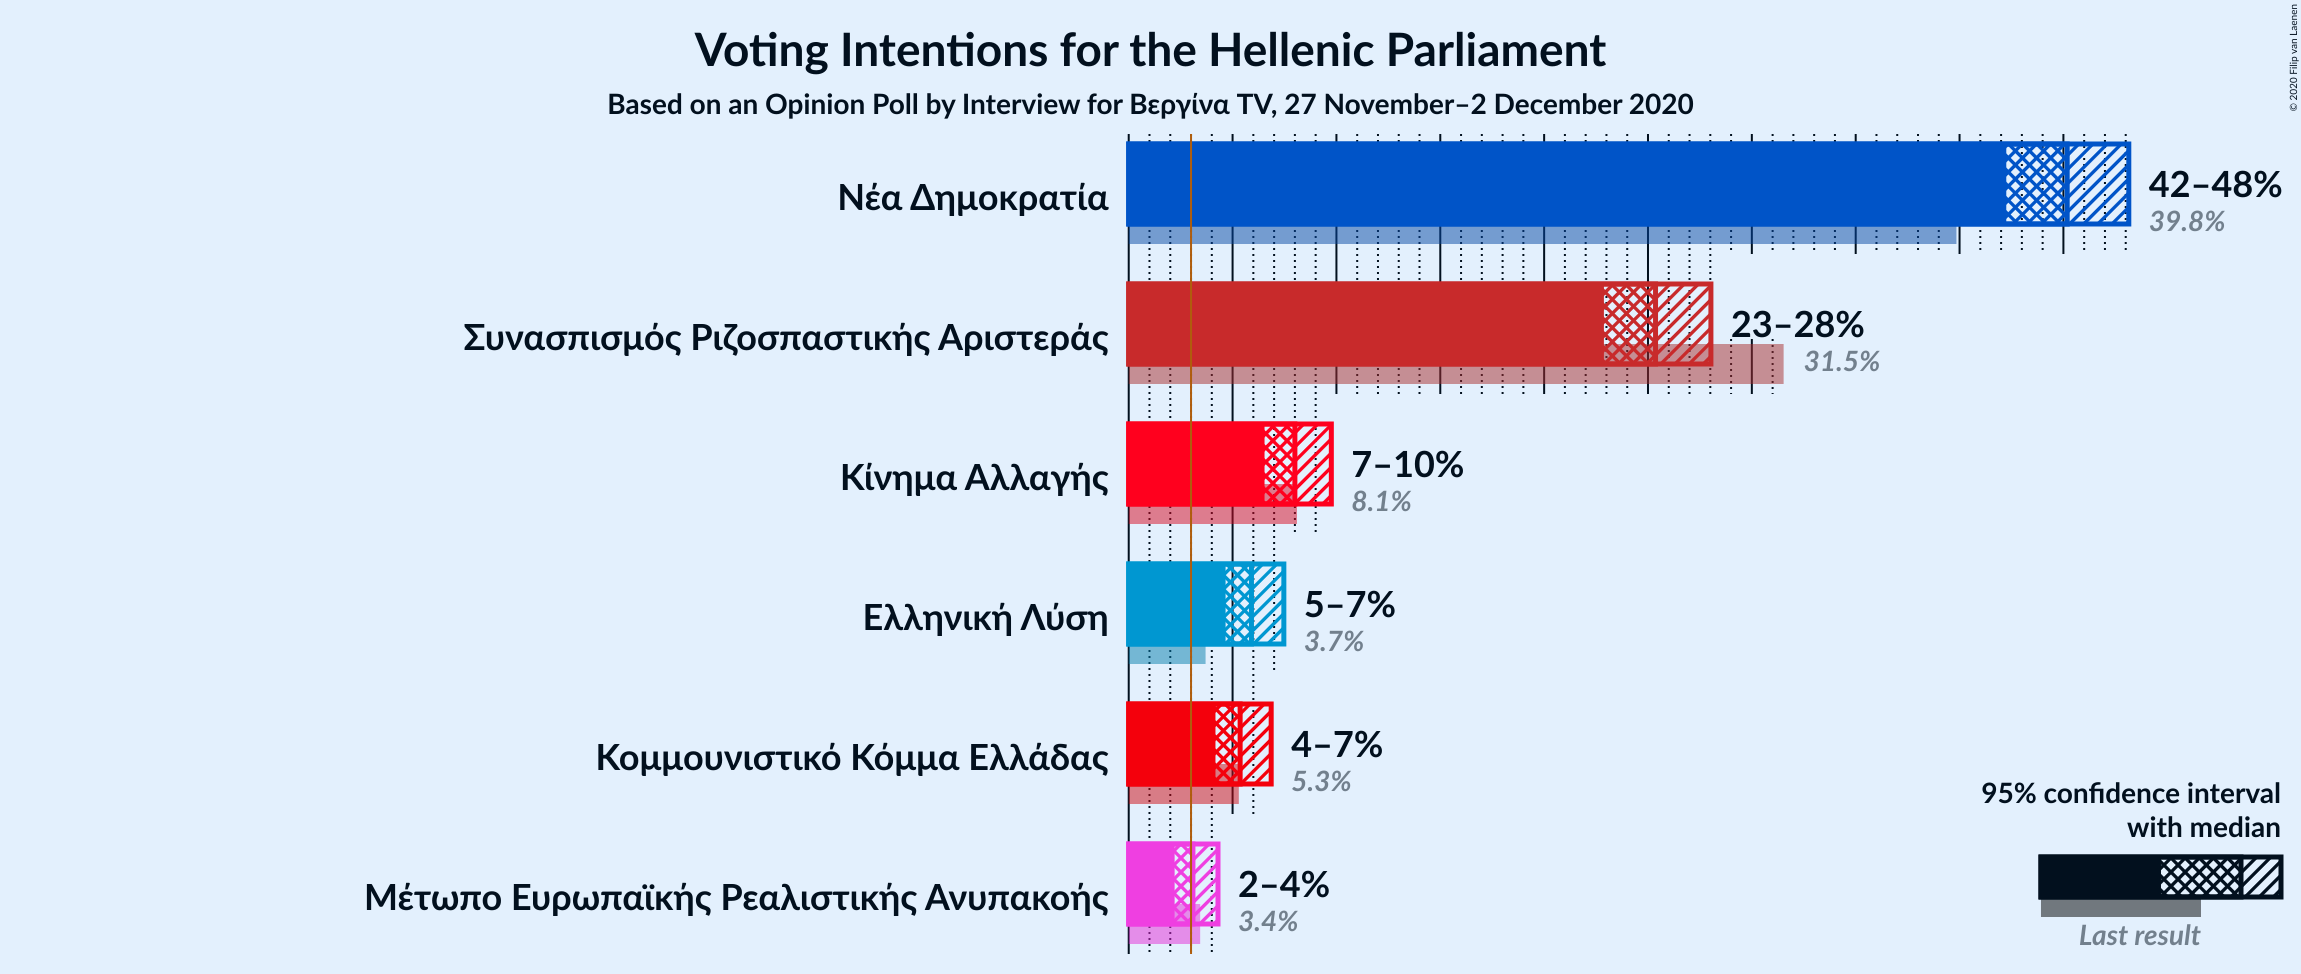 Voting Intentions for the Hellenic Parliament
Based on an Opinion Poll by Interview for Βεργίνα TV, 27 November–2 December 2020
© 2020 Filip van Laenen
Νέα Δημοκρατία
42–48%
39.8%
Συνασπισμός Ριζοσπαστικής Αριστεράς
23–28%
31.5%
Κίνημα Αλλαγής
7–10%
8.1%
Ελληνική Λύση
5–7%
3.7%
Κομμουνιστικό Κόμμα Ελλάδας
4–7%
5.3%
Μέτωπο Ευρωπαϊκής Ρεαλιστικής Ανυπακοής
2–4%
3.4%
95% confidence interval
with median
Last result